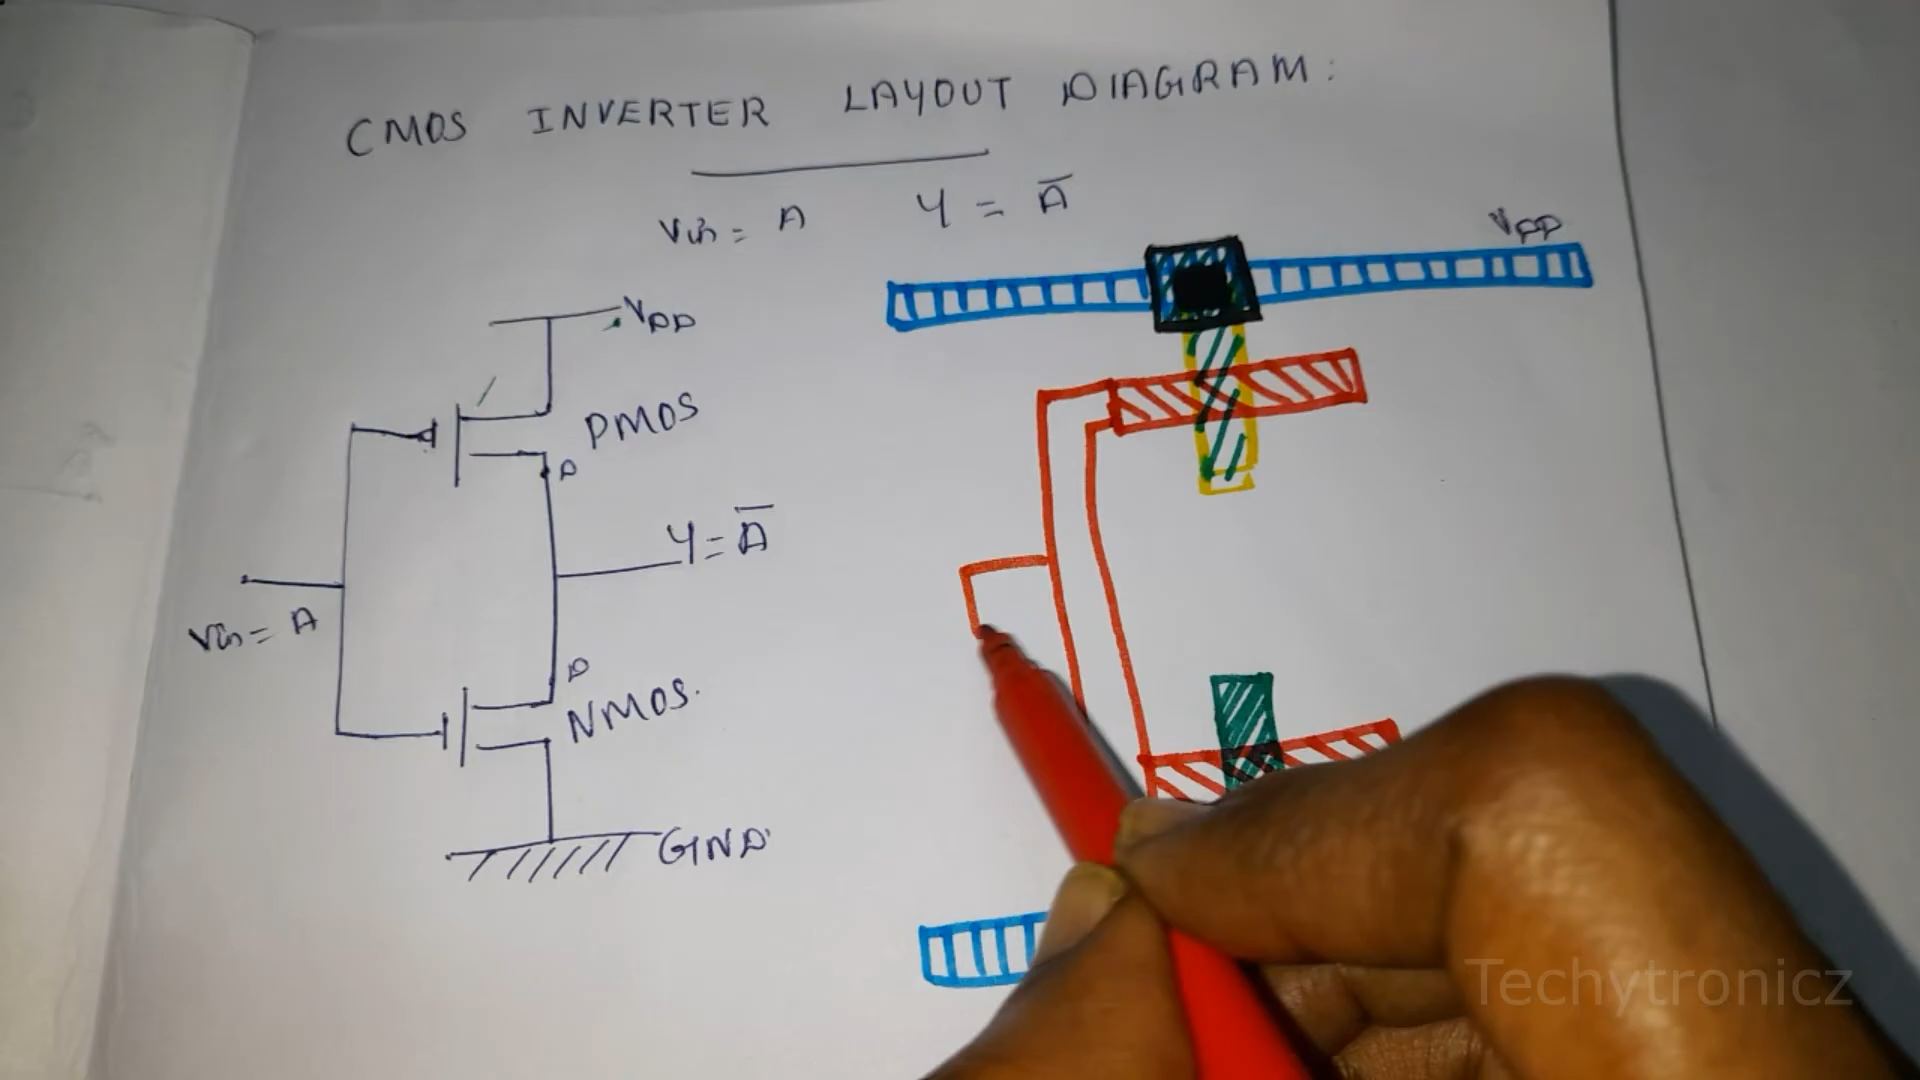 CMOS INVERTER LAYOUT DIAGRAM:
Vin = A Y = A̅
VDD
VDD
PMOS
D
Y = A̅
Vin = A
D
NMOS.
GND
Techytronicz